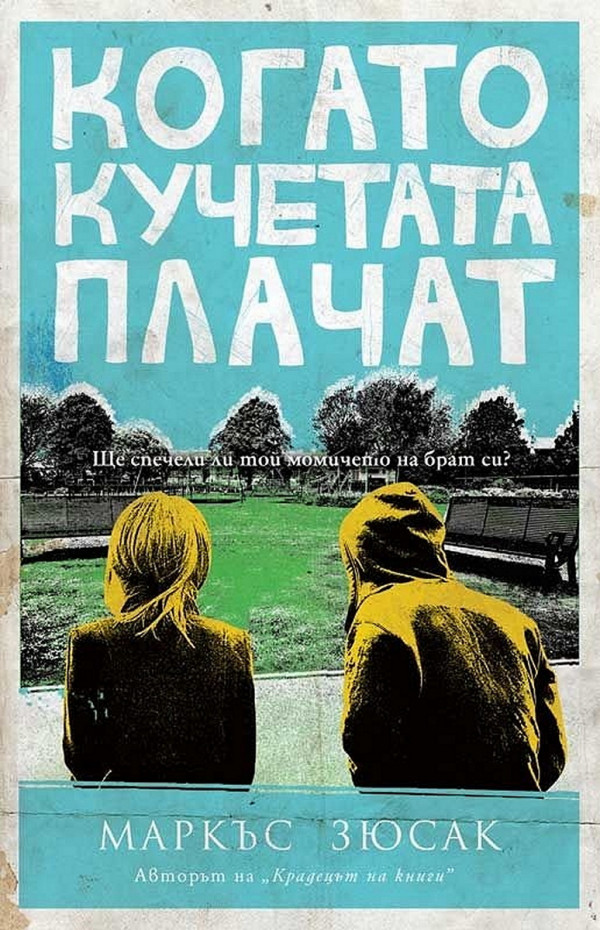 КОГАТО
КУЧЕТАТА
ПЛАЧАТ
Ще спечели ли той момичето на брат си?
МАРКЪС ЗЮСАК
Авторът на „Крадецът на книги”